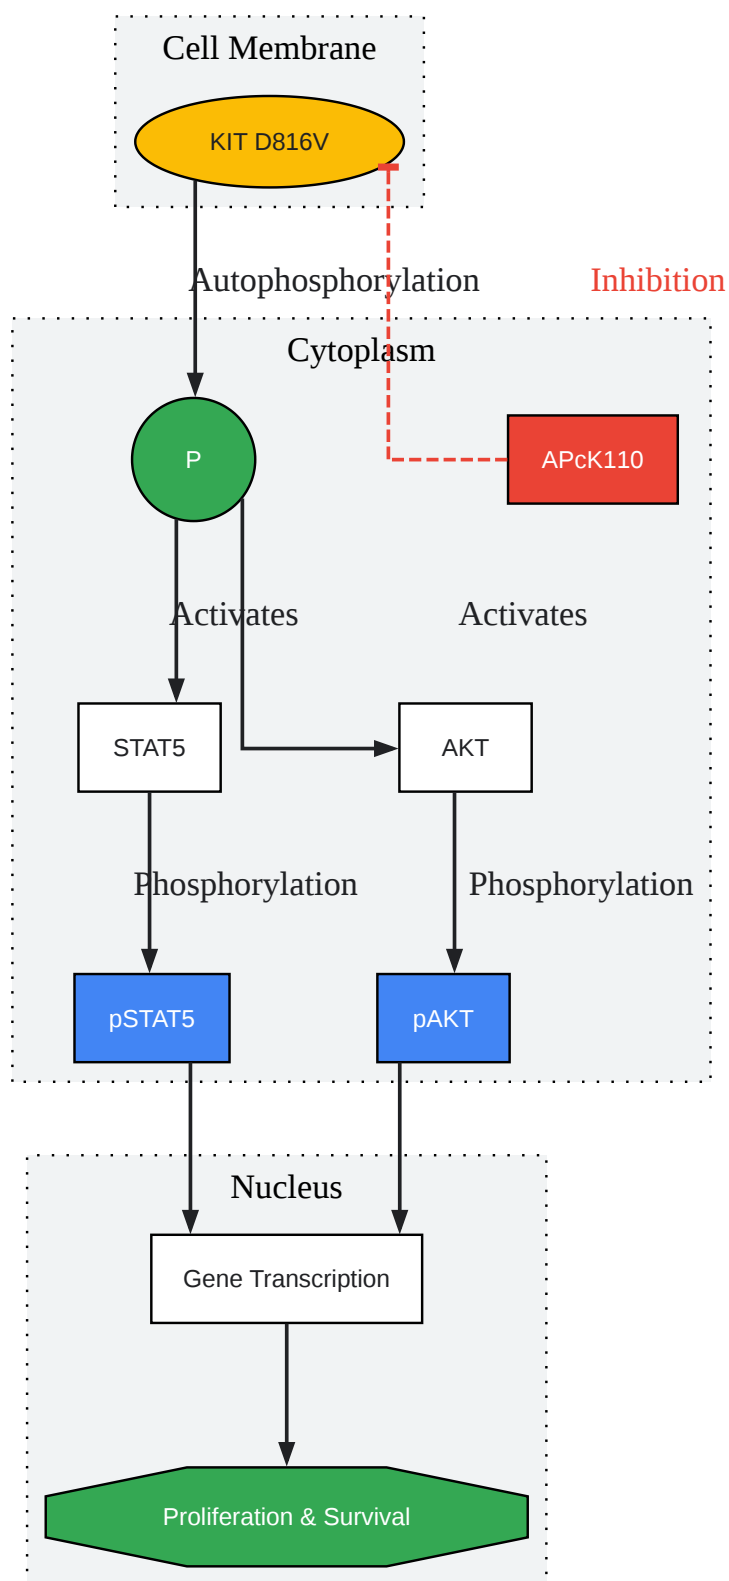 Cell Membrane
KIT D816V
Autophosphorylation
Inhibition
Cytoplasm
P
APcK110
Activates
Activates
STAT5
AKT
Phosphorylation
Phosphorylation
pSTAT5
pAKT
Nucleus
Gene Transcription
Proliferation & Survival